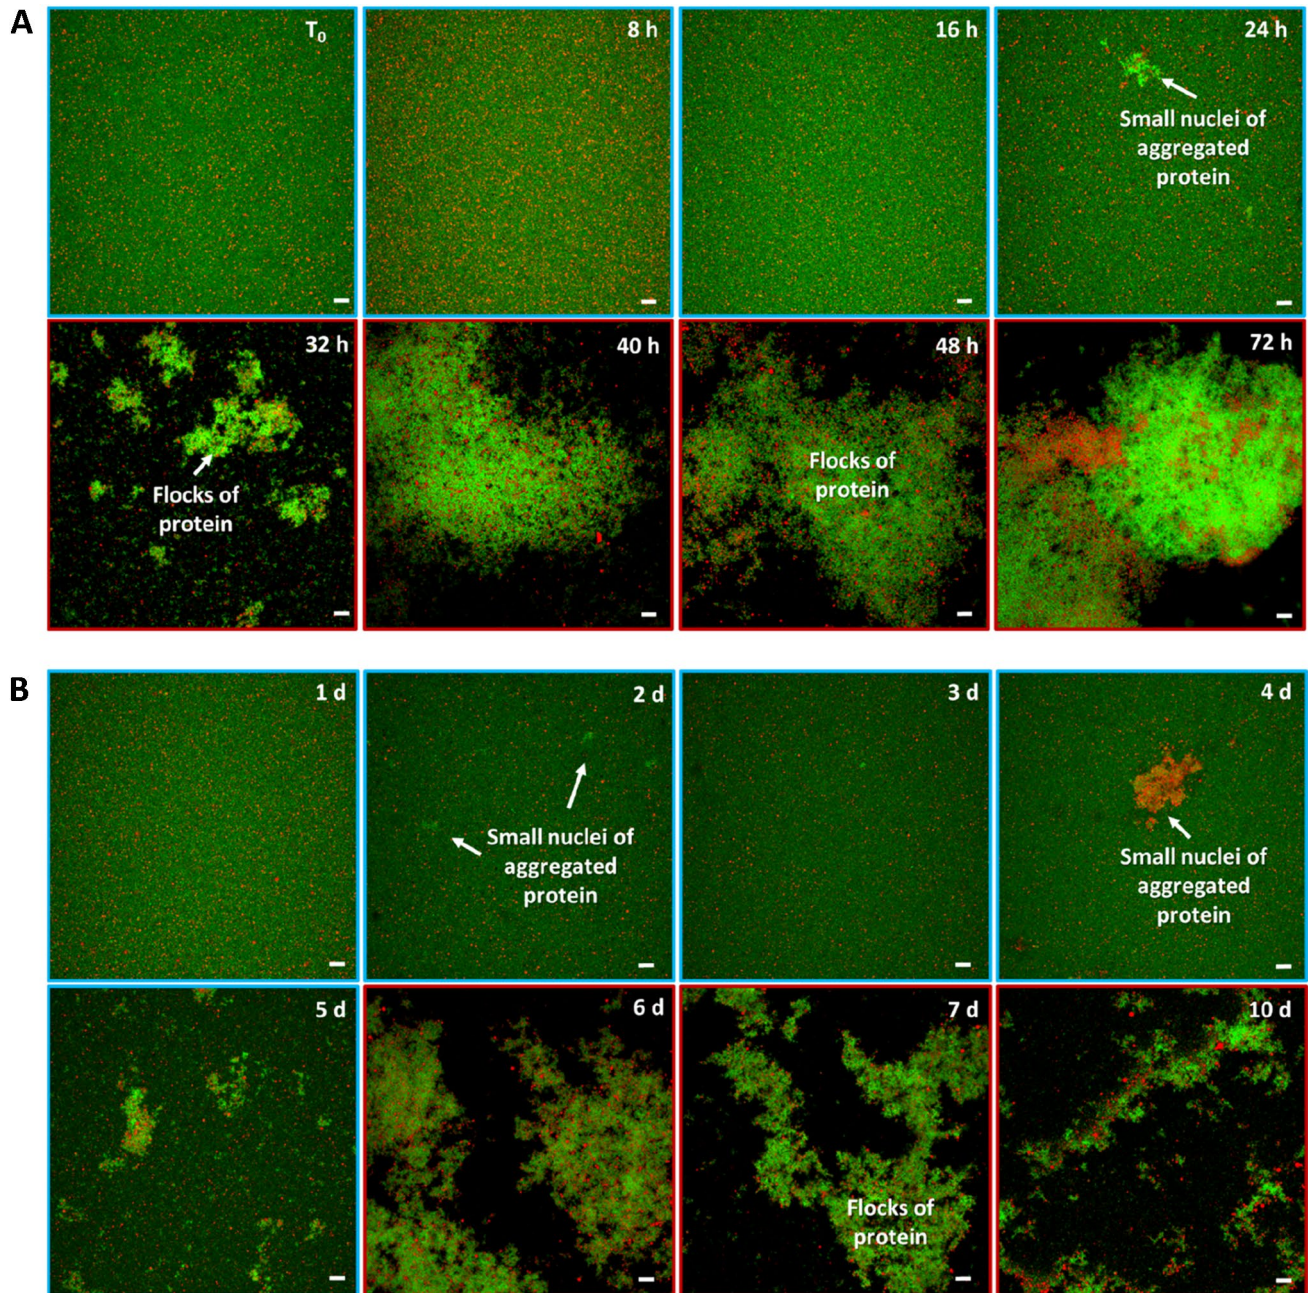 A
T₀
8 h
16 h
24 h
Small nuclei of
aggregated
protein
32 h
Flocks of
protein
40 h
48 h
Flocks of
protein
72 h
B
1 d
2 d
Small nuclei of
aggregated
protein
3 d
4 d
Small nuclei of
aggregated
protein
5 d
6 d
7 d
Flocks of
protein
10 d